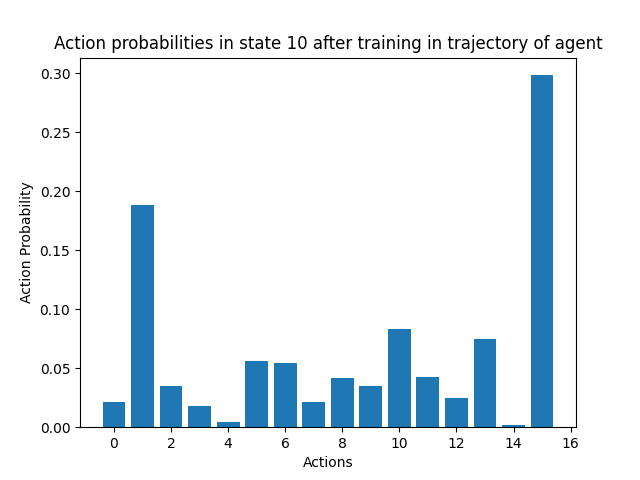 Action probabilities in state 10 after training in trajectory of agent
0.30
0.25
0.20
0.15
0.10
0.05
0.00
Action Probability
0 2 4 6 8 10 12 14 16
Actions